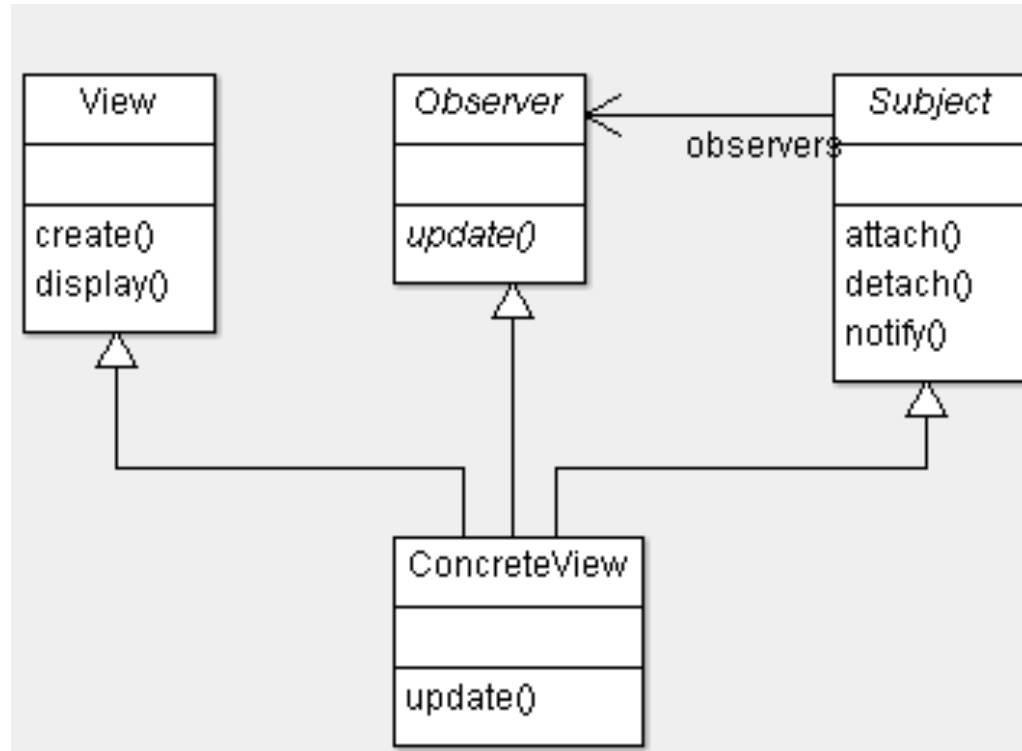 View
create()
display()
Observer
update()
observers
Subject
attach()
detach()
notify()
ConcreteView
update()